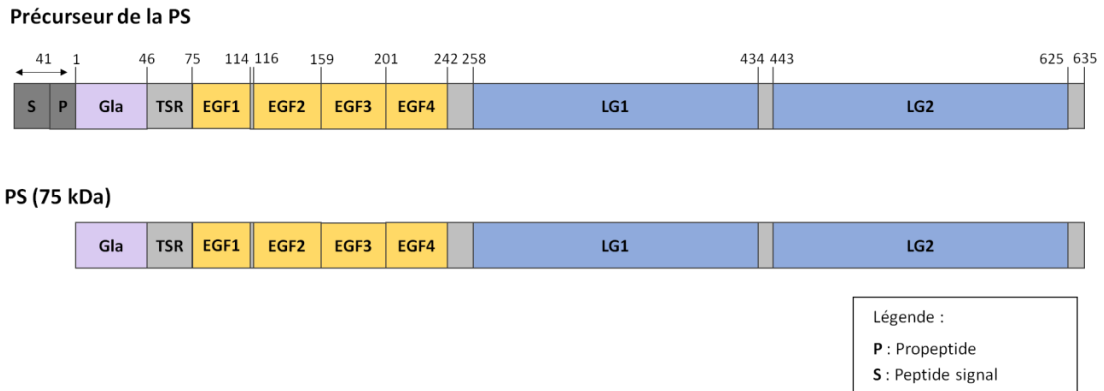 Précurseur de la PS
41 1 46 75 114 116 159 201 242 258 434 443 625 635
S P Gla TSR EGF1 EGF2 EGF3 EGF4 LG1 LG2
PS (75 kDa)
Gla TSR EGF1 EGF2 EGF3 EGF4 LG1 LG2
Légende :
P : Propeptide
S : Peptide signal